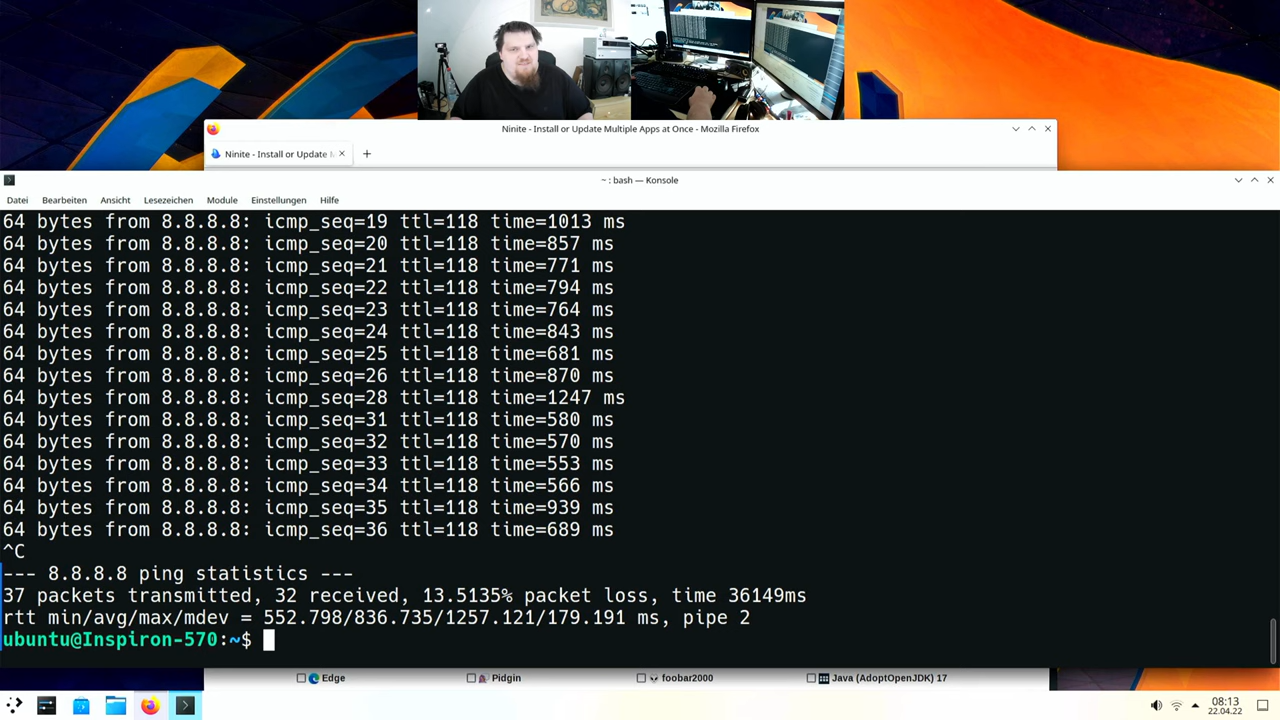 Ninite - Install or Update Multiple Apps at Once - Mozilla Firefox
Ninite - Install or Update
~ : bash — Konsole
Datei Bearbeiten Ansicht Lesezeichen Module Einstellungen Hilfe
64 bytes from 8.8.8.8: icmp_seq=19 ttl=118 time=1013 ms
64 bytes from 8.8.8.8: icmp_seq=20 ttl=118 time=857 ms
64 bytes from 8.8.8.8: icmp_seq=21 ttl=118 time=771 ms
64 bytes from 8.8.8.8: icmp_seq=22 ttl=118 time=794 ms
64 bytes from 8.8.8.8: icmp_seq=23 ttl=118 time=764 ms
64 bytes from 8.8.8.8: icmp_seq=24 ttl=118 time=843 ms
64 bytes from 8.8.8.8: icmp_seq=25 ttl=118 time=681 ms
64 bytes from 8.8.8.8: icmp_seq=26 ttl=118 time=870 ms
64 bytes from 8.8.8.8: icmp_seq=28 ttl=118 time=1247 ms
64 bytes from 8.8.8.8: icmp_seq=31 ttl=118 time=580 ms
64 bytes from 8.8.8.8: icmp_seq=32 ttl=118 time=570 ms
64 bytes from 8.8.8.8: icmp_seq=33 ttl=118 time=553 ms
64 bytes from 8.8.8.8: icmp_seq=34 ttl=118 time=566 ms
64 bytes from 8.8.8.8: icmp_seq=35 ttl=118 time=939 ms
64 bytes from 8.8.8.8: icmp_seq=36 ttl=118 time=689 ms
^C
--- 8.8.8.8 ping statistics ---
37 packets transmitted, 32 received, 13.5135% packet loss, time 36149ms
rtt min/avg/max/mdev = 552.798/836.735/1257.121/179.191 ms, pipe 2
ubuntu@Inspiron-570:~$
Edge Pidgin foobar2000 Java (AdoptOpenJDK) 17
08:13
22.04.22